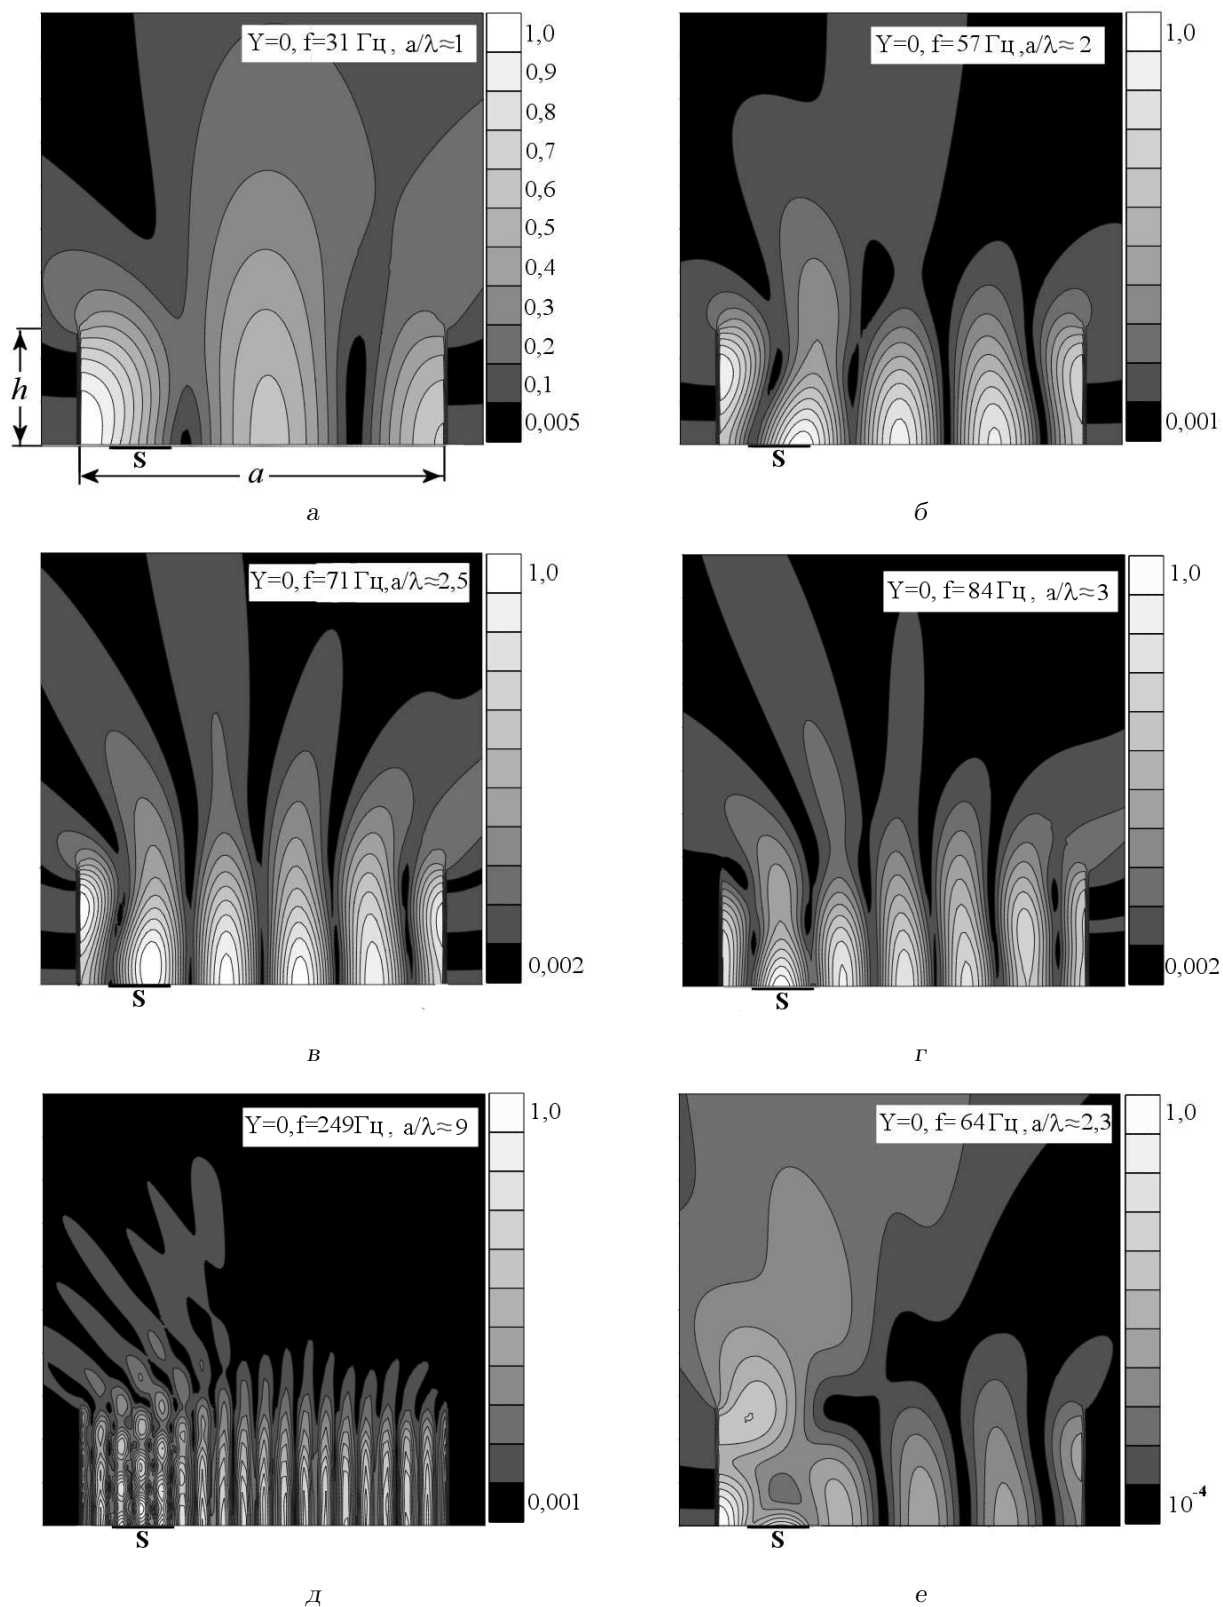 Y=0, f=31 Гц, a/λ≈1
1,0
0,9
0,8
0,7
0,6
0,5
0,4
0,3
0,2
0,1
0,005
h
S
a
а
Y=0, f=57 Гц, a/λ≈ 2
1,0
0,001
S
б
Y=0, f=71 Гц, a/λ≈2,5
1,0
0,002
S
в
Y=0, f=84 Гц, a/λ≈3
1,0
0,002
S
г
Y=0, f=249Гц, a/λ≈9
1,0
0,001
S
д
Y=0, f=64 Гц, a/λ≈2,3
1,0
10⁻⁴
S
е